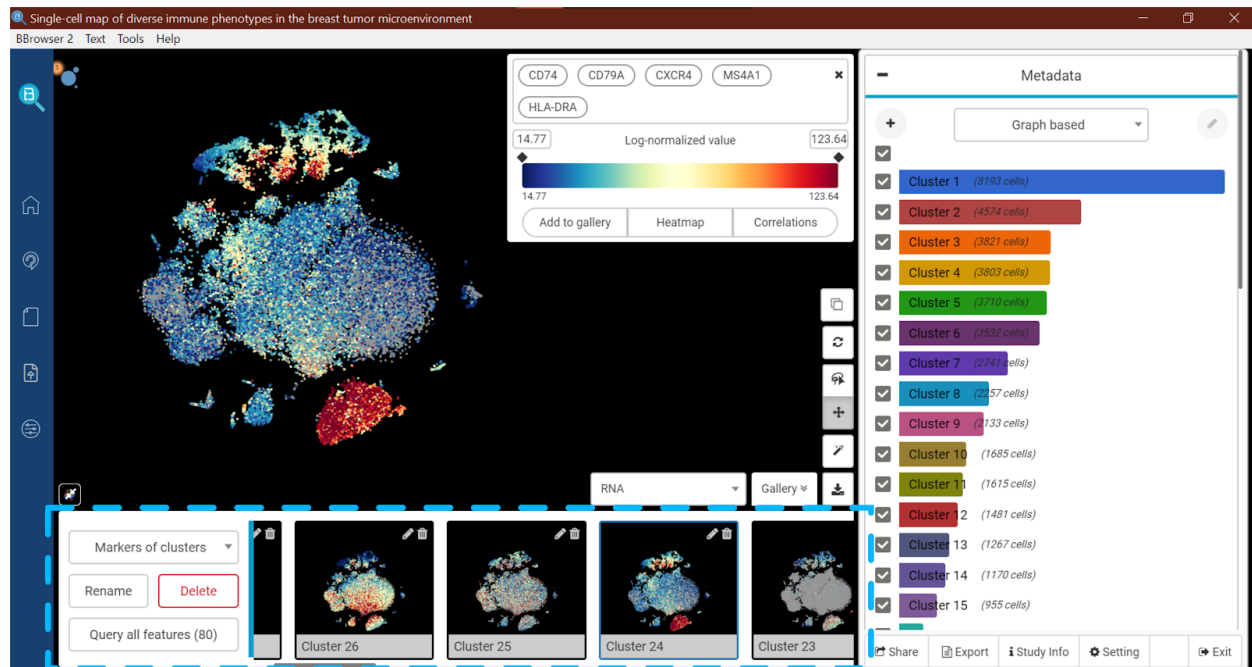 Single-cell map of diverse immune phenotypes in the breast tumor microenvironment
BBrowser 2 Text Tools Help
1
B
CD74 CD79A CXCR4 MS4A1
HLA-DRA
14.77 Log-normalized value 123.64
14.77 123.64
Add to gallery Heatmap Correlations
RNA Gallery
Markers of clusters
Rename Delete
Query all features (80)
Cluster 26 Cluster 25 Cluster 24 Cluster 23
Metadata
Graph based
Cluster 1 (8193 cells)
Cluster 2 (4574 cells)
Cluster 3 (3821 cells)
Cluster 4 (3803 cells)
Cluster 5 (3710 cells)
Cluster 6 (3532 cells)
Cluster 7 (2741 cells)
Cluster 8 (2257 cells)
Cluster 9 (2133 cells)
Cluster 10 (1685 cells)
Cluster 11 (1615 cells)
Cluster 12 (1481 cells)
Cluster 13 (1267 cells)
Cluster 14 (1170 cells)
Cluster 15 (955 cells)
Share Export Study Info Setting Exit